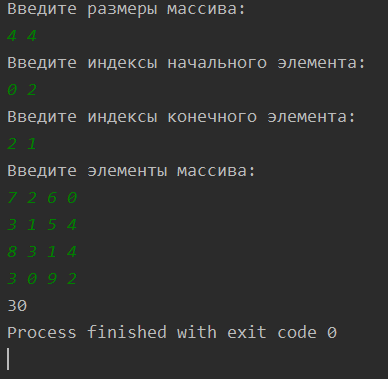 Введите размеры массива:
4 4
Введите индексы начального элемента:
0 2
Введите индексы конечного элемента:
2 1
Введите элементы массива:
7 2 6 0
3 1 5 4
8 3 1 4
3 0 9 2
30
Process finished with exit code 0